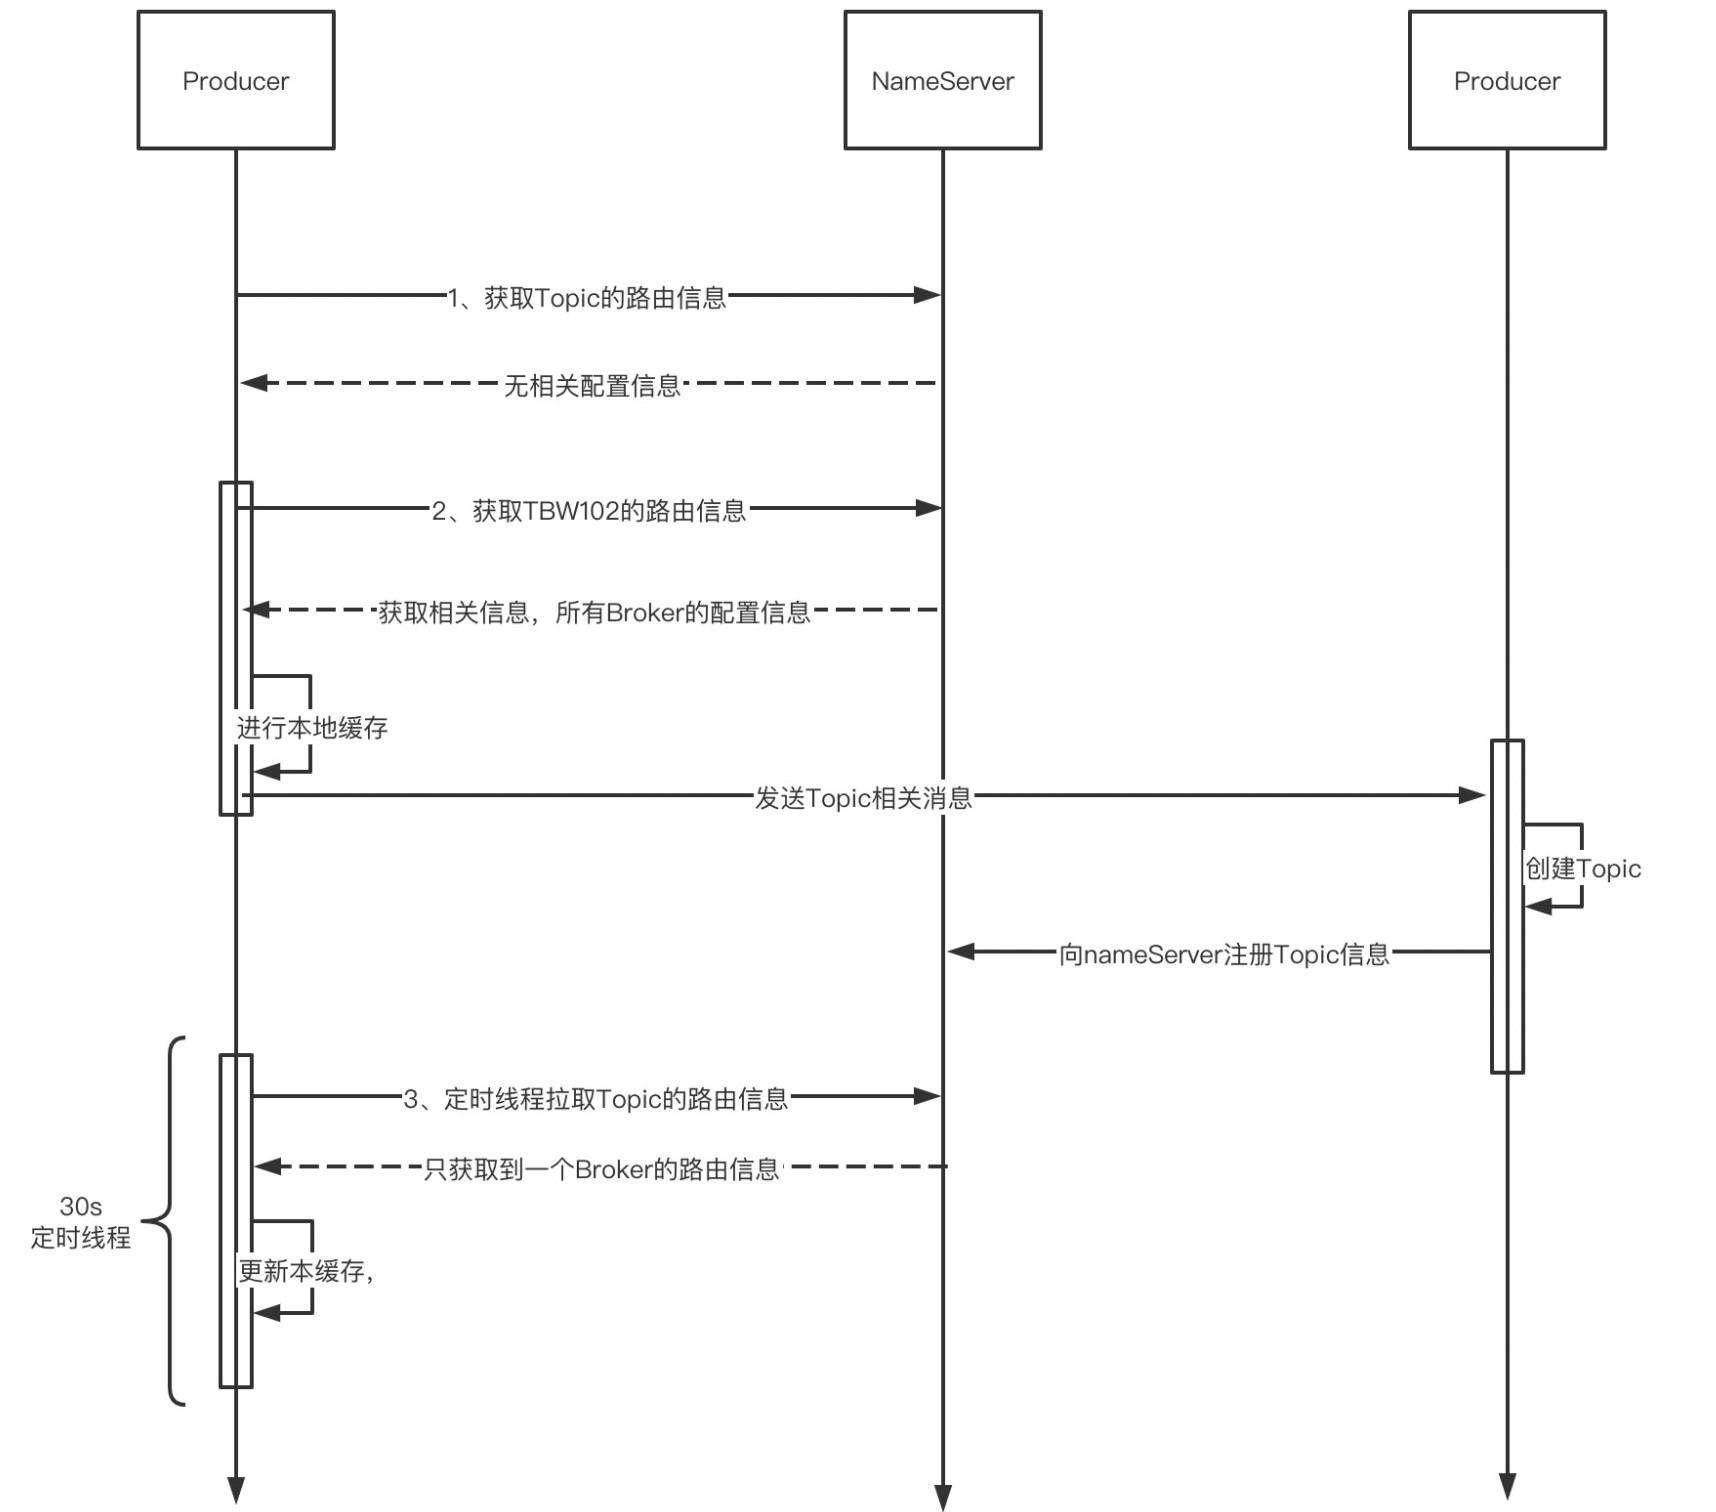 Producer
NameServer
Producer
1、获取Topic的路由信息
无相关配置信息
2、获取TBW102的路由信息
获取相关信息，所有Broker的配置信息
进行本地缓存
发送Topic相关消息
创建Topic
向nameServer注册Topic信息
3、定时线程拉取Topic的路由信息
只获取到一个Broker的路由信息
30s
定时线程
更新本缓存，